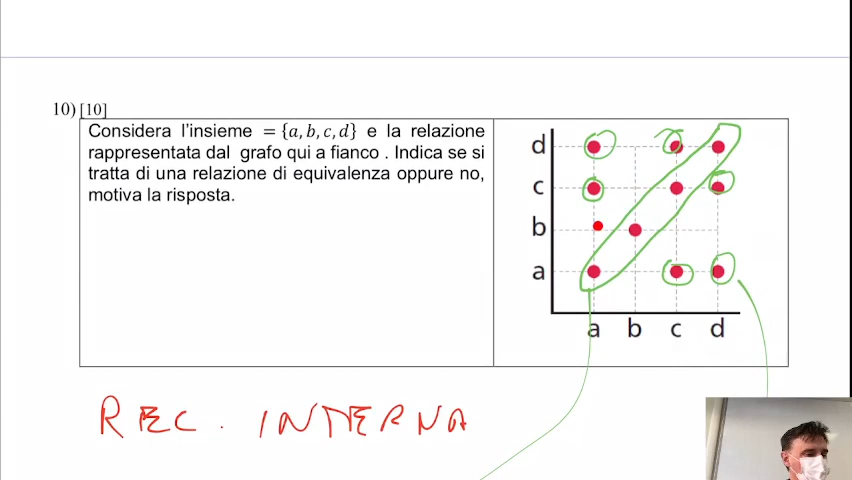 10) [10]
Considera l'insieme = {a, b, c, d} e la relazione
rappresentata dal grafo qui a fianco . Indica se si
tratta di una relazione di equivalenza oppure no,
motiva la risposta.
d
c
b
a
a b c d
REC. INTERNA